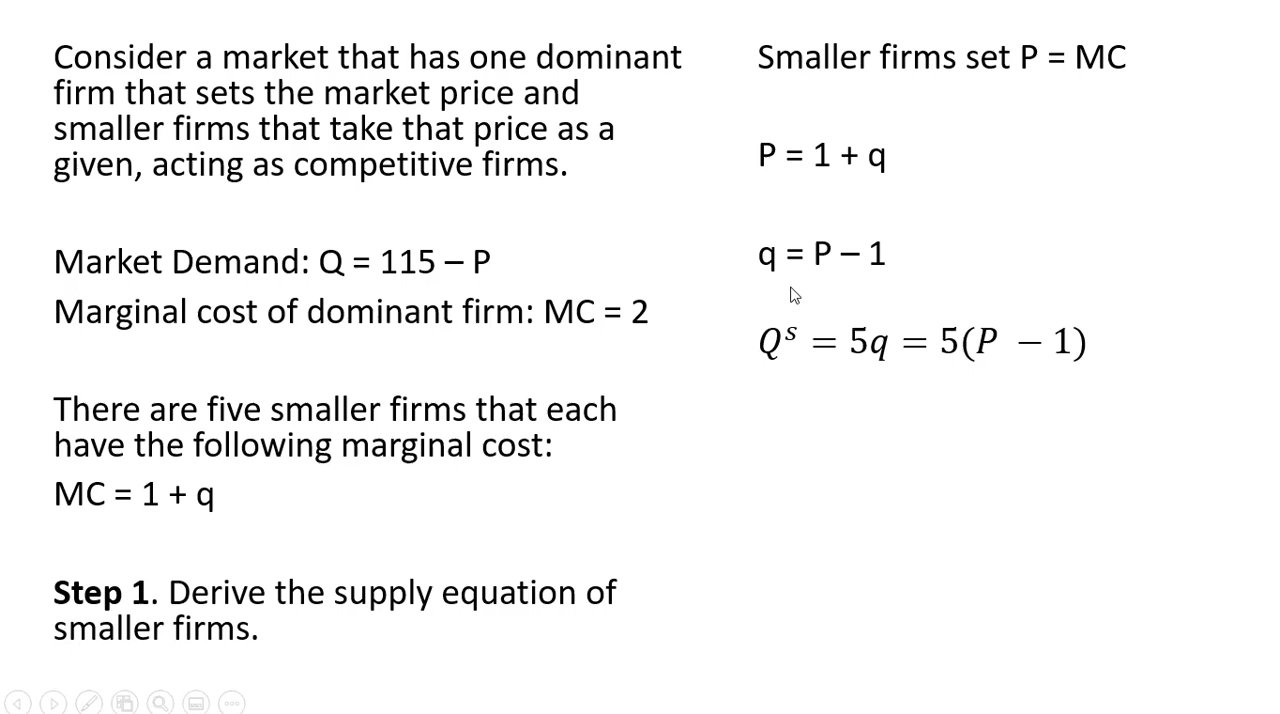 Consider a market that has one dominant
firm that sets the market price and
smaller firms that take that price as a
given, acting as competitive firms.
Market Demand: Q = 115 – P
Marginal cost of dominant firm: MC = 2
There are five smaller firms that each
have the following marginal cost:
MC = 1 + q
Step 1. Derive the supply equation of
smaller firms.
Smaller firms set P = MC
P = 1 + q
q = P – 1
Qˢ = 5q = 5(P − 1)